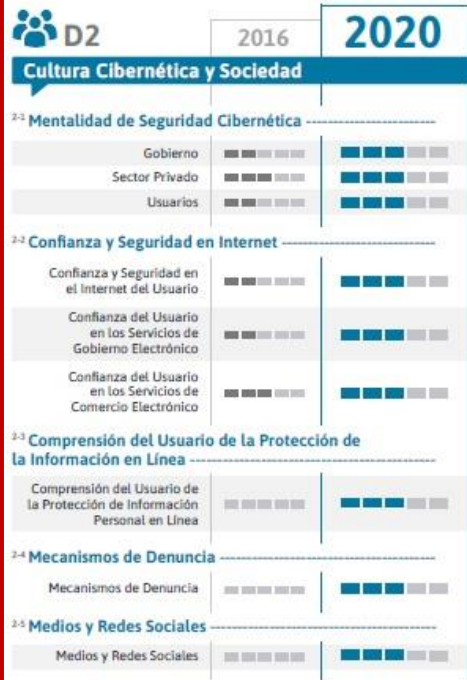 D2
2016
2020
Cultura Cibernética y Sociedad
2-1 Mentalidad de Seguridad Cibernética
Gobierno
Sector Privado
Usuarios
2-2 Confianza y Seguridad en Internet
Confianza y Seguridad en
el Internet del Usuario
Confianza del Usuario
en los Servicios de
Gobierno Electrónico
Confianza del Usuario
en los Servicios de
Comercio Electrónico
2-3 Comprensión del Usuario de la Protección de
la Información en Línea
Comprensión del Usuario de
la Protección de Información
Personal en Línea
2-4 Mecanismos de Denuncia
Mecanismos de Denuncia
2-5 Medios y Redes Sociales
Medios y Redes Sociales